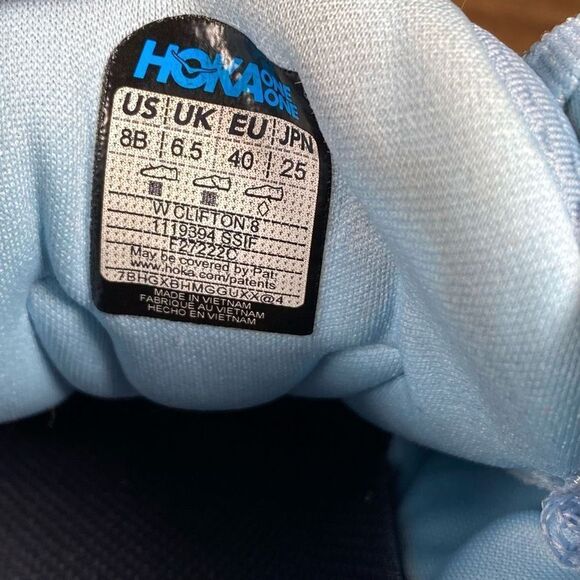 HOKA ONE ONE
US UK EU JPN
8B 6.5 40 25
W CLIFTON 8
1119394 SSIF
F27222C
May be covered by Pat:
www.hoka.com/patents
7BHGXBHMGGUXX@4
MADE IN VIETNAM
FABRIQUE AU VIETNAM
HECHO EN VIETNAM